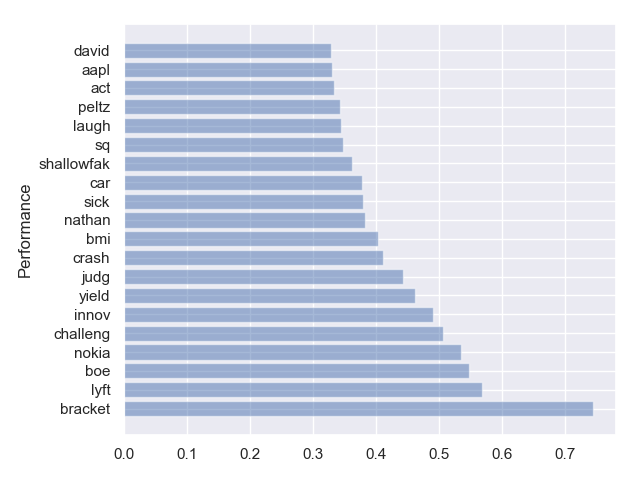 david
aapl
act
peltz
laugh
sq
shallowfak
car
sick
nathan
bmi
crash
judg
yield
innov
challeng
nokia
boe
lyft
bracket
Performance
0.0 0.1 0.2 0.3 0.4 0.5 0.6 0.7